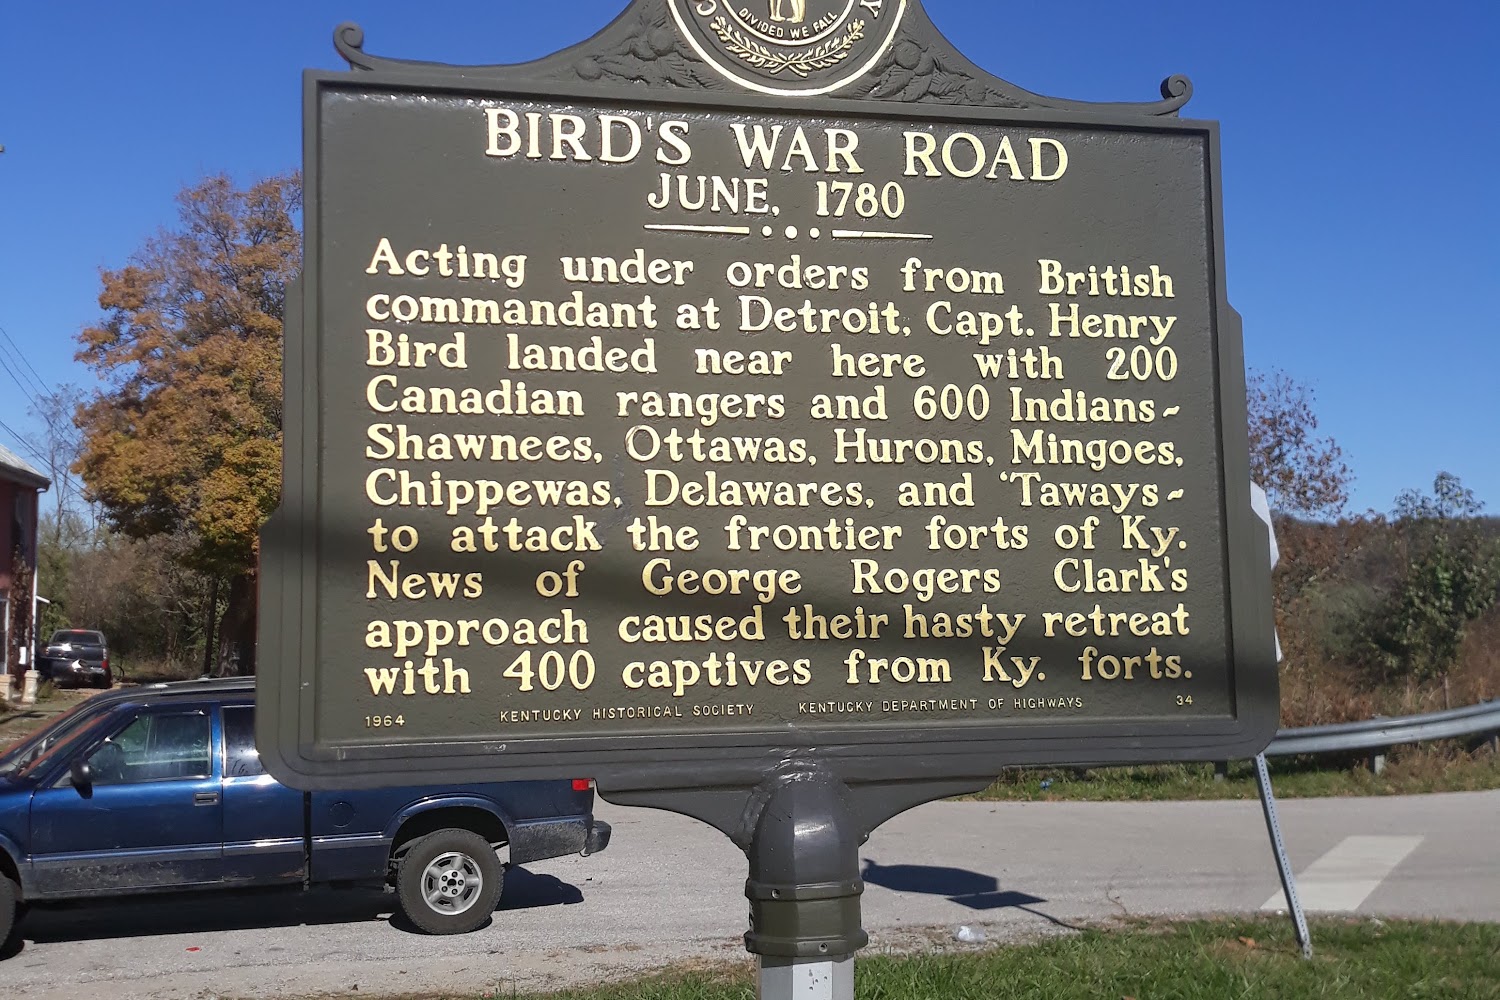 DIVIDED WE FALL
BIRD'S WAR ROAD
JUNE, 1780
Acting under orders from British
commandant at Detroit, Capt. Henry
Bird landed near here with 200
Canadian rangers and 600 Indians~
Shawnees, Ottawas, Hurons, Mingoes,
Chippewas, Delawares, and 'Taways~
to attack the frontier forts of Ky.
News of George Rogers Clark's
approach caused their hasty retreat
with 400 captives from Ky. forts.
1964 KENTUCKY HISTORICAL SOCIETY KENTUCKY DEPARTMENT OF HIGHWAYS 34